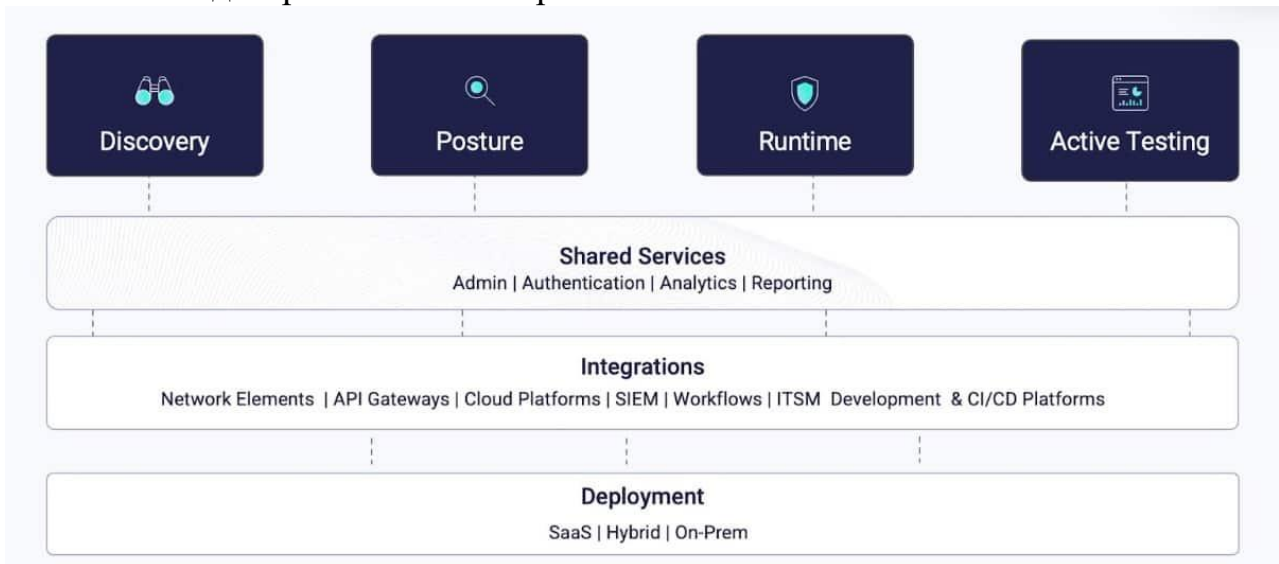 Discovery
Posture
Runtime
Active Testing
Shared Services
Admin | Authentication | Analytics | Reporting
Integrations
Network Elements | API Gateways | Cloud Platforms | SIEM | Workflows | ITSM Development & CI/CD Platforms
Deployment
SaaS | Hybrid | On-Prem